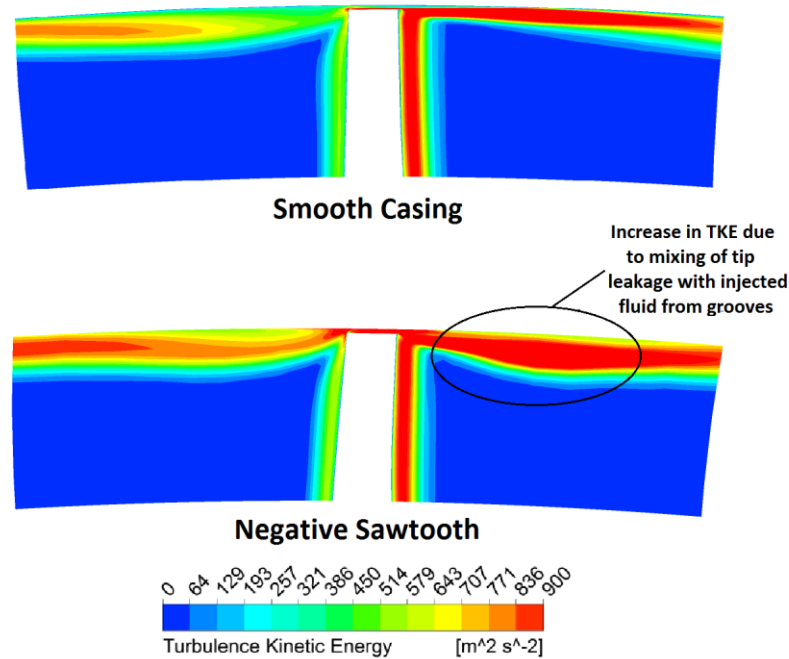 Smooth Casing
Increase in TKE due
to mixing of tip
leakage with injected
fluid from grooves
Negative Sawtooth
0 64 129 193 257 321 386 450 514 579 643 707 771 836 900
Turbulence Kinetic Energy [m^2 s^-2]